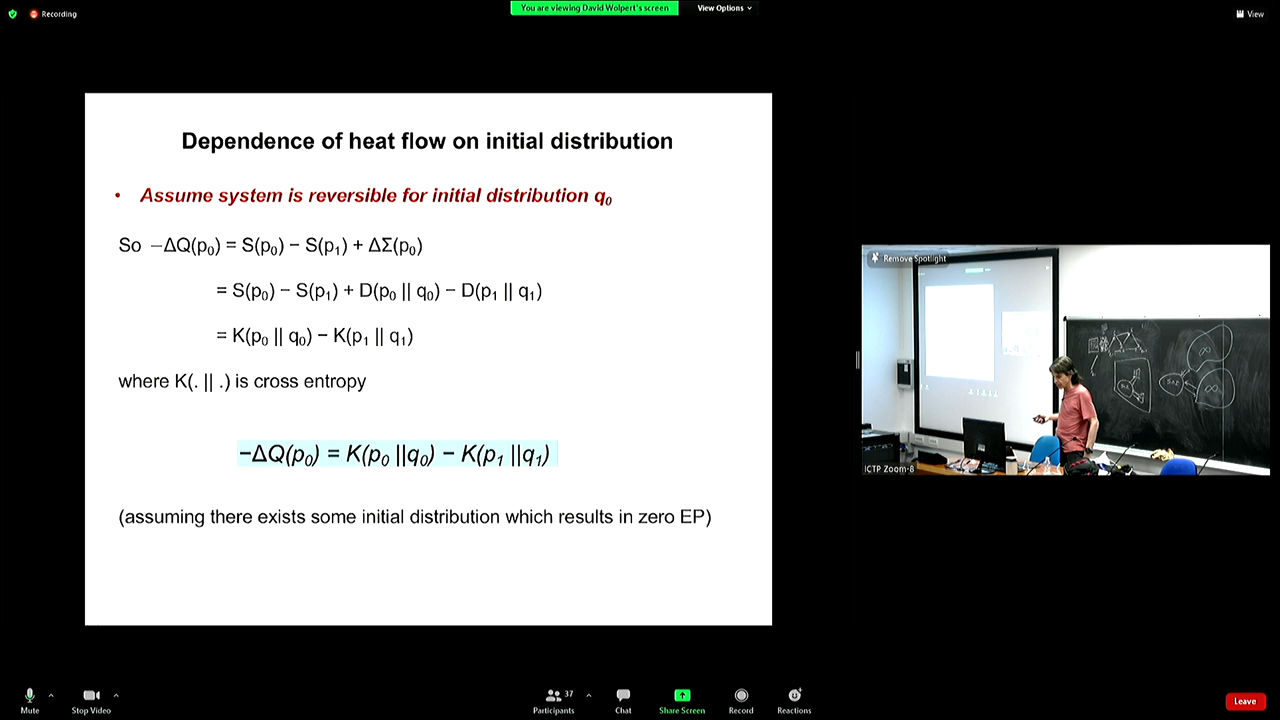 Recording
You are viewing David Wolpert's screen
View Options
View
Dependence of heat flow on initial distribution
• Assume system is reversible for initial distribution q₀
So −ΔQ(p₀) = S(p₀) − S(p₁) + ΔΣ(p₀)
= S(p₀) − S(p₁) + D(p₀ || q₀) − D(p₁ || q₁)
= K(p₀ || q₀) − K(p₁ || q₁)
where K(. || .) is cross entropy
−ΔQ(p₀) = K(p₀ ||q₀) − K(p₁ ||q₁)
(assuming there exists some initial distribution which results in zero EP)
Remove Spotlight
ICTP Zoom-8
Mute
Stop Video
37
Participants
Chat
Share Screen
Record
Reactions
Leave